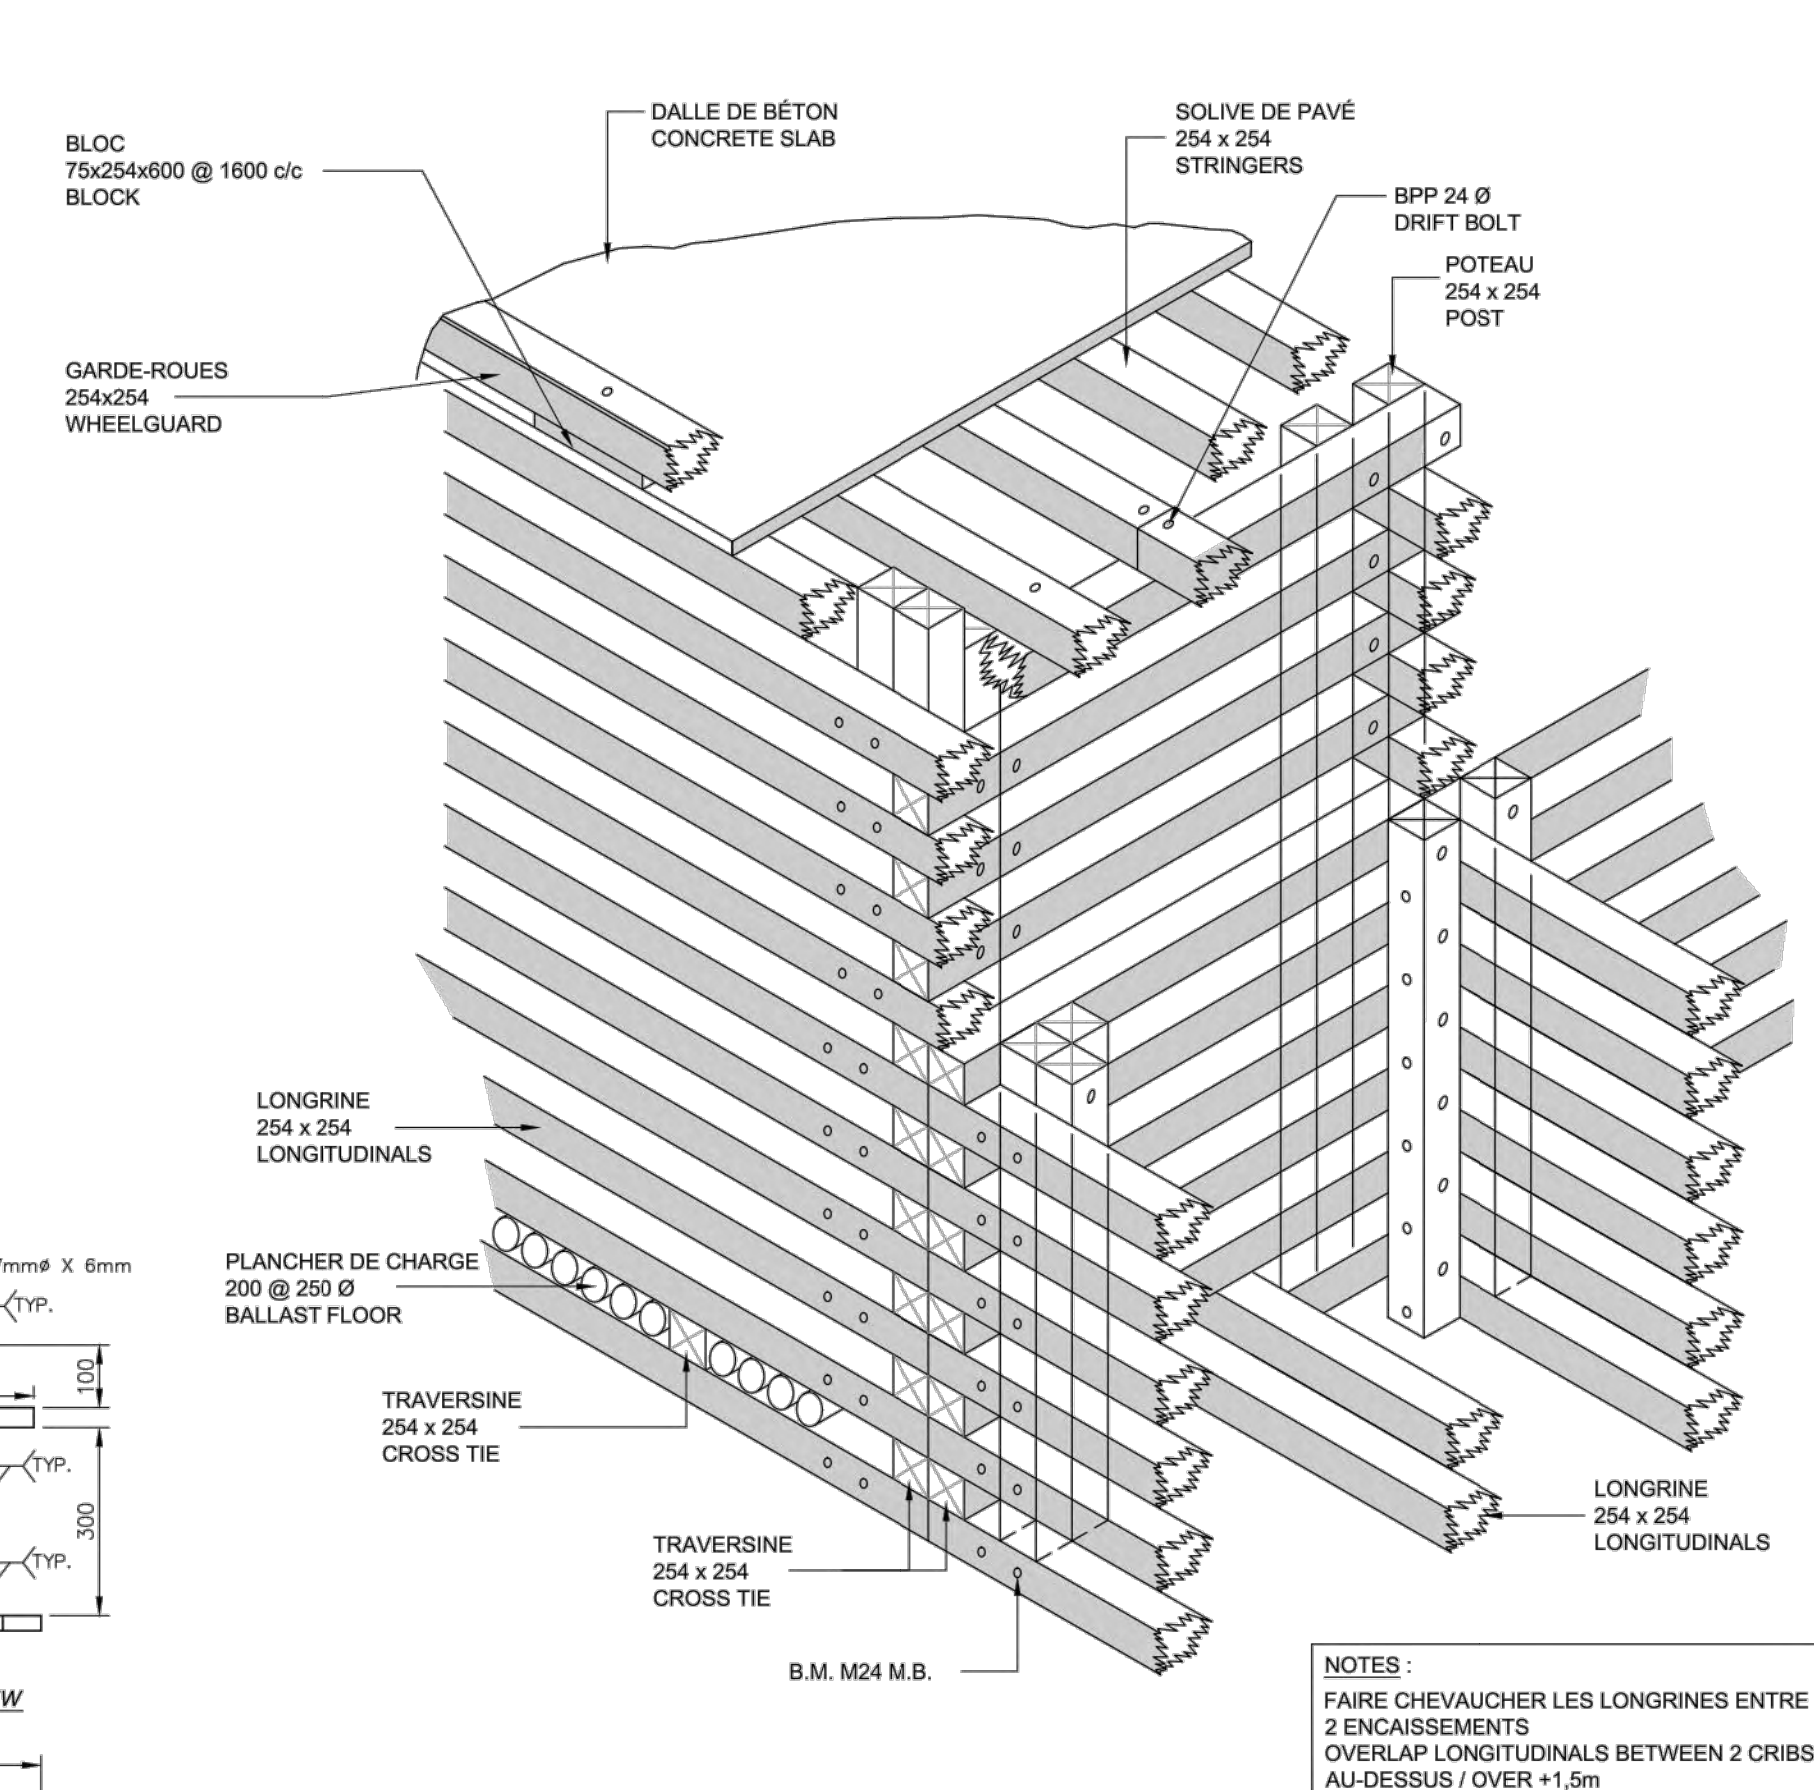 DALLE DE BÉTON
CONCRETE SLAB
SOLIVE DE PAVÉ
254 x 254
STRINGERS
BLOC
75x254x600 @ 1600 c/c
BLOCK
BPP 24 Ø
DRIFT BOLT
POTEAU
254 x 254
POST
GARDE-ROUES
254x254
WHEELGUARD
LONGRINE
254 x 254
LONGITUDINALS
PLANCHER DE CHARGE
200 @ 250 Ø
BALLAST FLOOR
mmø X 6mm
TYP.
100
TRAVERSINE
254 x 254
CROSS TIE
TYP.
300
TYP.
TRAVERSINE
254 x 254
CROSS TIE
LONGRINE
254 x 254
LONGITUDINALS
B.M. M24 M.B.
NOTES :
FAIRE CHEVAUCHER LES LONGRINES ENTRE
2 ENCAISSEMENTS
OVERLAP LONGITUDINALS BETWEEN 2 CRIBS
AU-DESSUS / OVER +1,5m